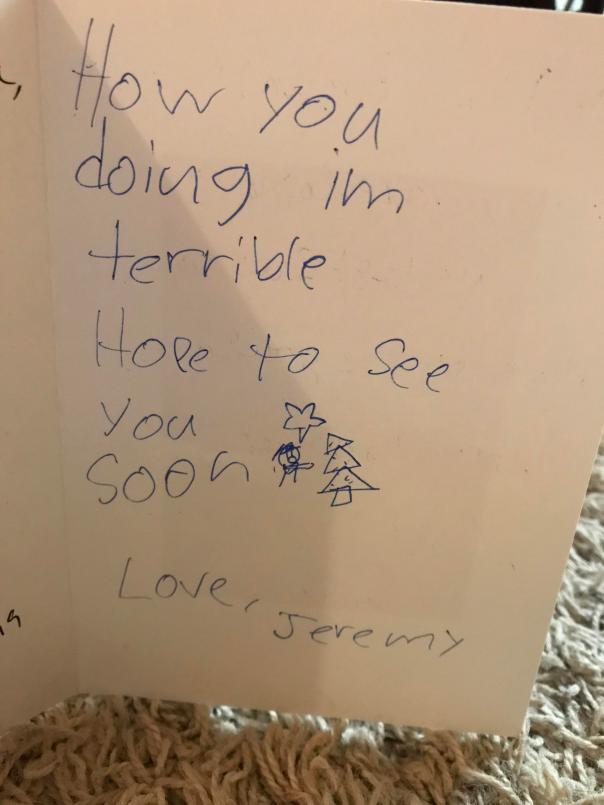 How you
doing im
terrible
Hope to see
you
soon
Love,
Jeremy